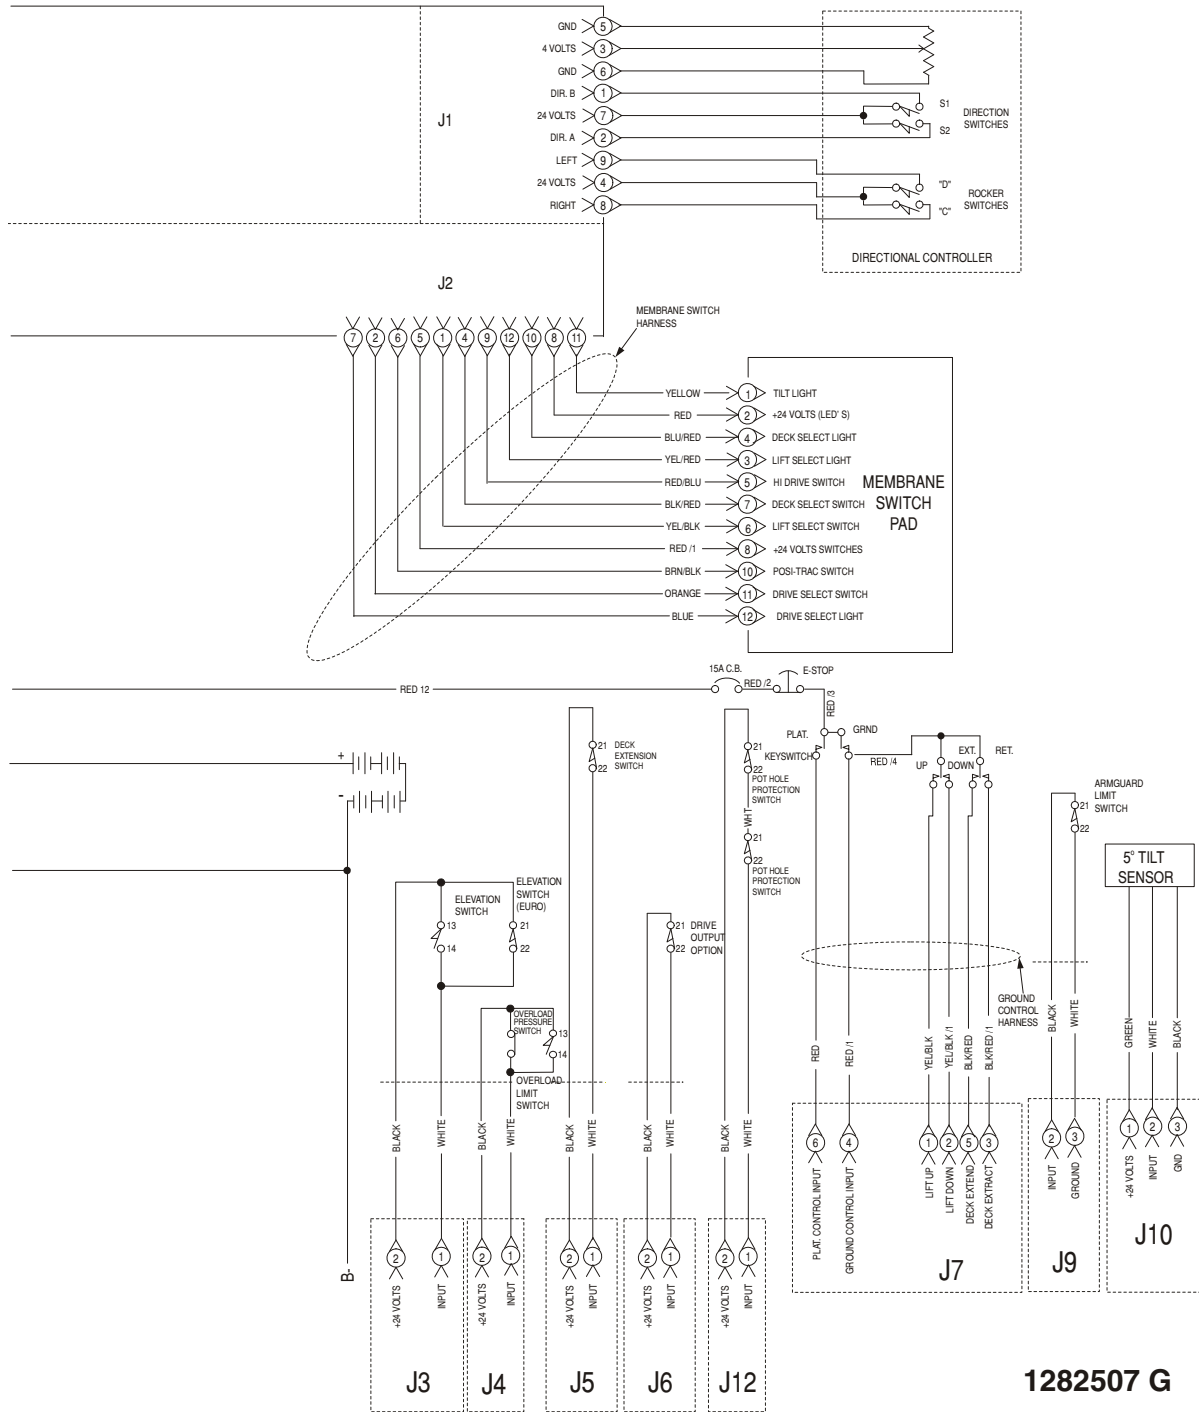 GND 5
4 VOLTS 3
GND 6
DIR. B 1
24 VOLTS 7
DIR. A 2
LEFT 9
24 VOLTS 4
RIGHT 8
J1
S1
S2
DIRECTION
SWITCHES
"D"
"C"
ROCKER
SWITCHES
DIRECTIONAL CONTROLLER
J2
MEMBRANE SWITCH
HARNESS
7 2 6 5 1 4 9 12 10 8 11
YELLOW 1 TILT LIGHT
RED 2 +24 VOLTS (LED' S)
BLU/RED 4 DECK SELECT LIGHT
YEL/RED 3 LIFT SELECT LIGHT
RED/BLU 5 HI DRIVE SWITCH
BLK/RED 7 DECK SELECT SWITCH
YEL/BLK 6 LIFT SELECT SWITCH
RED /1 8 +24 VOLTS SWITCHES
BRN/BLK 10 POSI-TRAC SWITCH
ORANGE 11 DRIVE SELECT SWITCH
BLUE 12 DRIVE SELECT LIGHT
MEMBRANE
SWITCH
PAD
RED 12
15A C.B.
RED /2
E-STOP
RED /3
PLAT.
GRND
KEYSWITCH
RED /4
UP
DOWN
EXT.
RET.
+
-
21
22
DECK
EXTENSION
SWITCH
21
22
POT HOLE
PROTECTION
SWITCH
WHT
21
22
POT HOLE
PROTECTION
SWITCH
ARMGUARD
LIMIT
SWITCH
21
22
5° TILT
SENSOR
ELEVATION
SWITCH
13
14
ELEVATION
SWITCH
(EURO)
21
22
21
22
DRIVE
OUTPUT
OPTION
OVERLOAD
PRESSURE
SWITCH
13
14
OVERLOAD
LIMIT
SWITCH
GROUND
CONTROL
HARNESS
BLACK
WHITE
BLACK
WHITE
BLACK
WHITE
BLACK
WHITE
BLACK
WHITE
RED
RED /1
YEL/BLK
YEL/BLK /1
BLK/RED
BLK/RED /1
BLACK
WHITE
GREEN
WHITE
BLACK
6 4 1 2 5 3
PLAT. CONTROL INPUT
GROUND CONTROL INPUT
LIFT UP
LIFT DOWN
DECK EXTEND
DECK EXTRACT
J7
2 3
INPUT
GROUND
J9
1 2 3
+24 VOLTS
INPUT
GND
J10
B-
2 1
+24 VOLTS
INPUT
J3
2 1
+24 VOLTS
INPUT
J4
2 1
+24 VOLTS
INPUT
J5
2 1
+24 VOLTS
INPUT
J6
2 1
+24 VOLTS
INPUT
J12
1282507 G